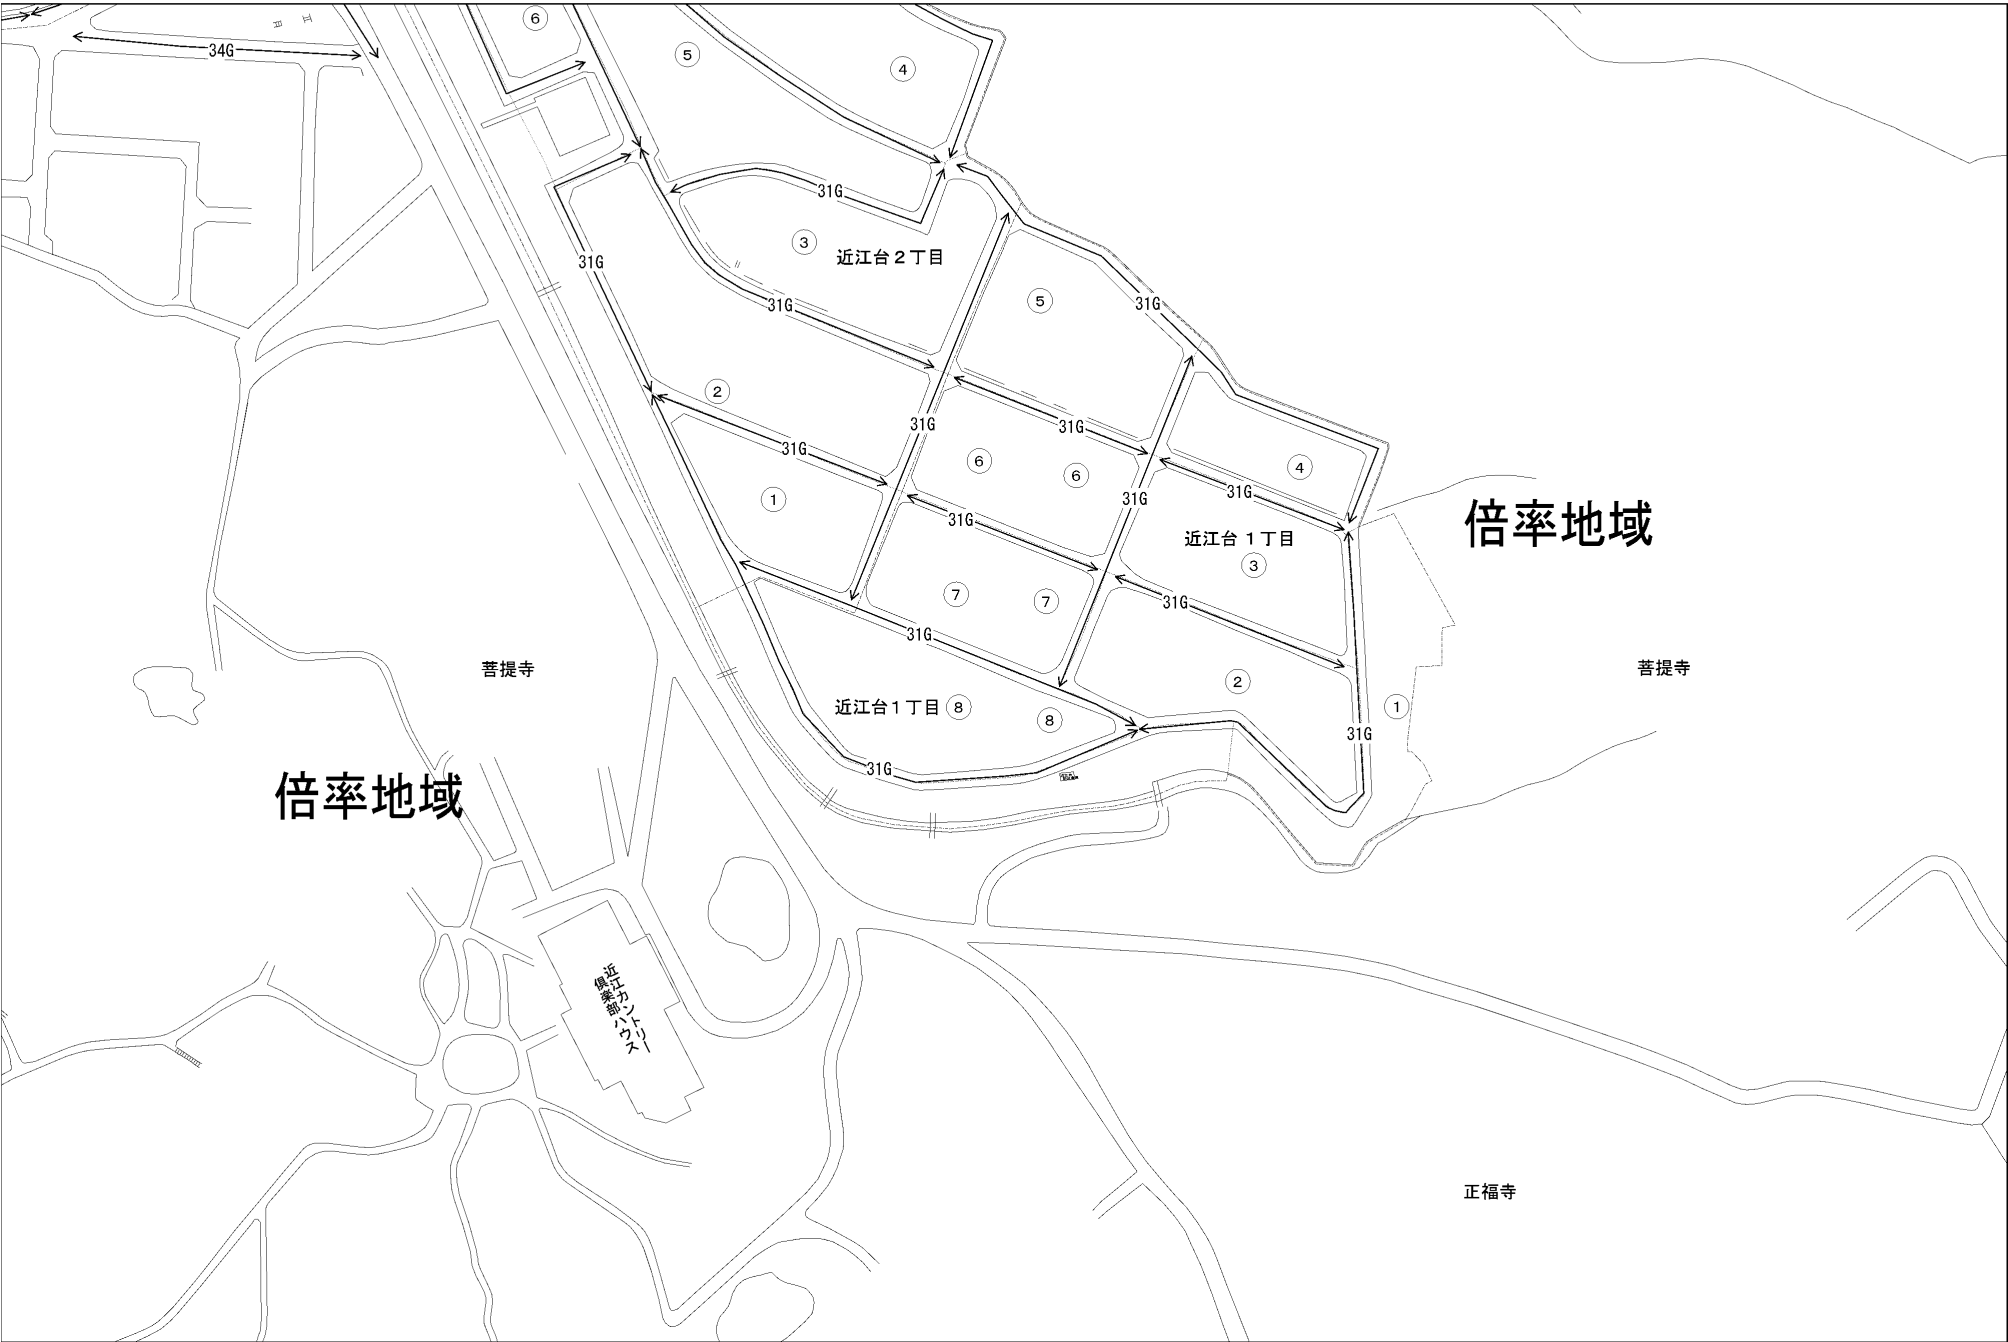 ⑥
34G
⑤
④
31G
③
近江台２丁目
31G
31G
⑤
31G
②
31G
31G
31G
31G
⑥
⑥
④
①
31G
31G
倍率地域
31G
近江台１丁目
③
⑦
⑦
31G
31G
菩提寺
菩提寺
②
近江台１丁目
⑧
⑧
①
31G
31G
倍率地域
近江カントリー
倶楽部ハウス
正福寺